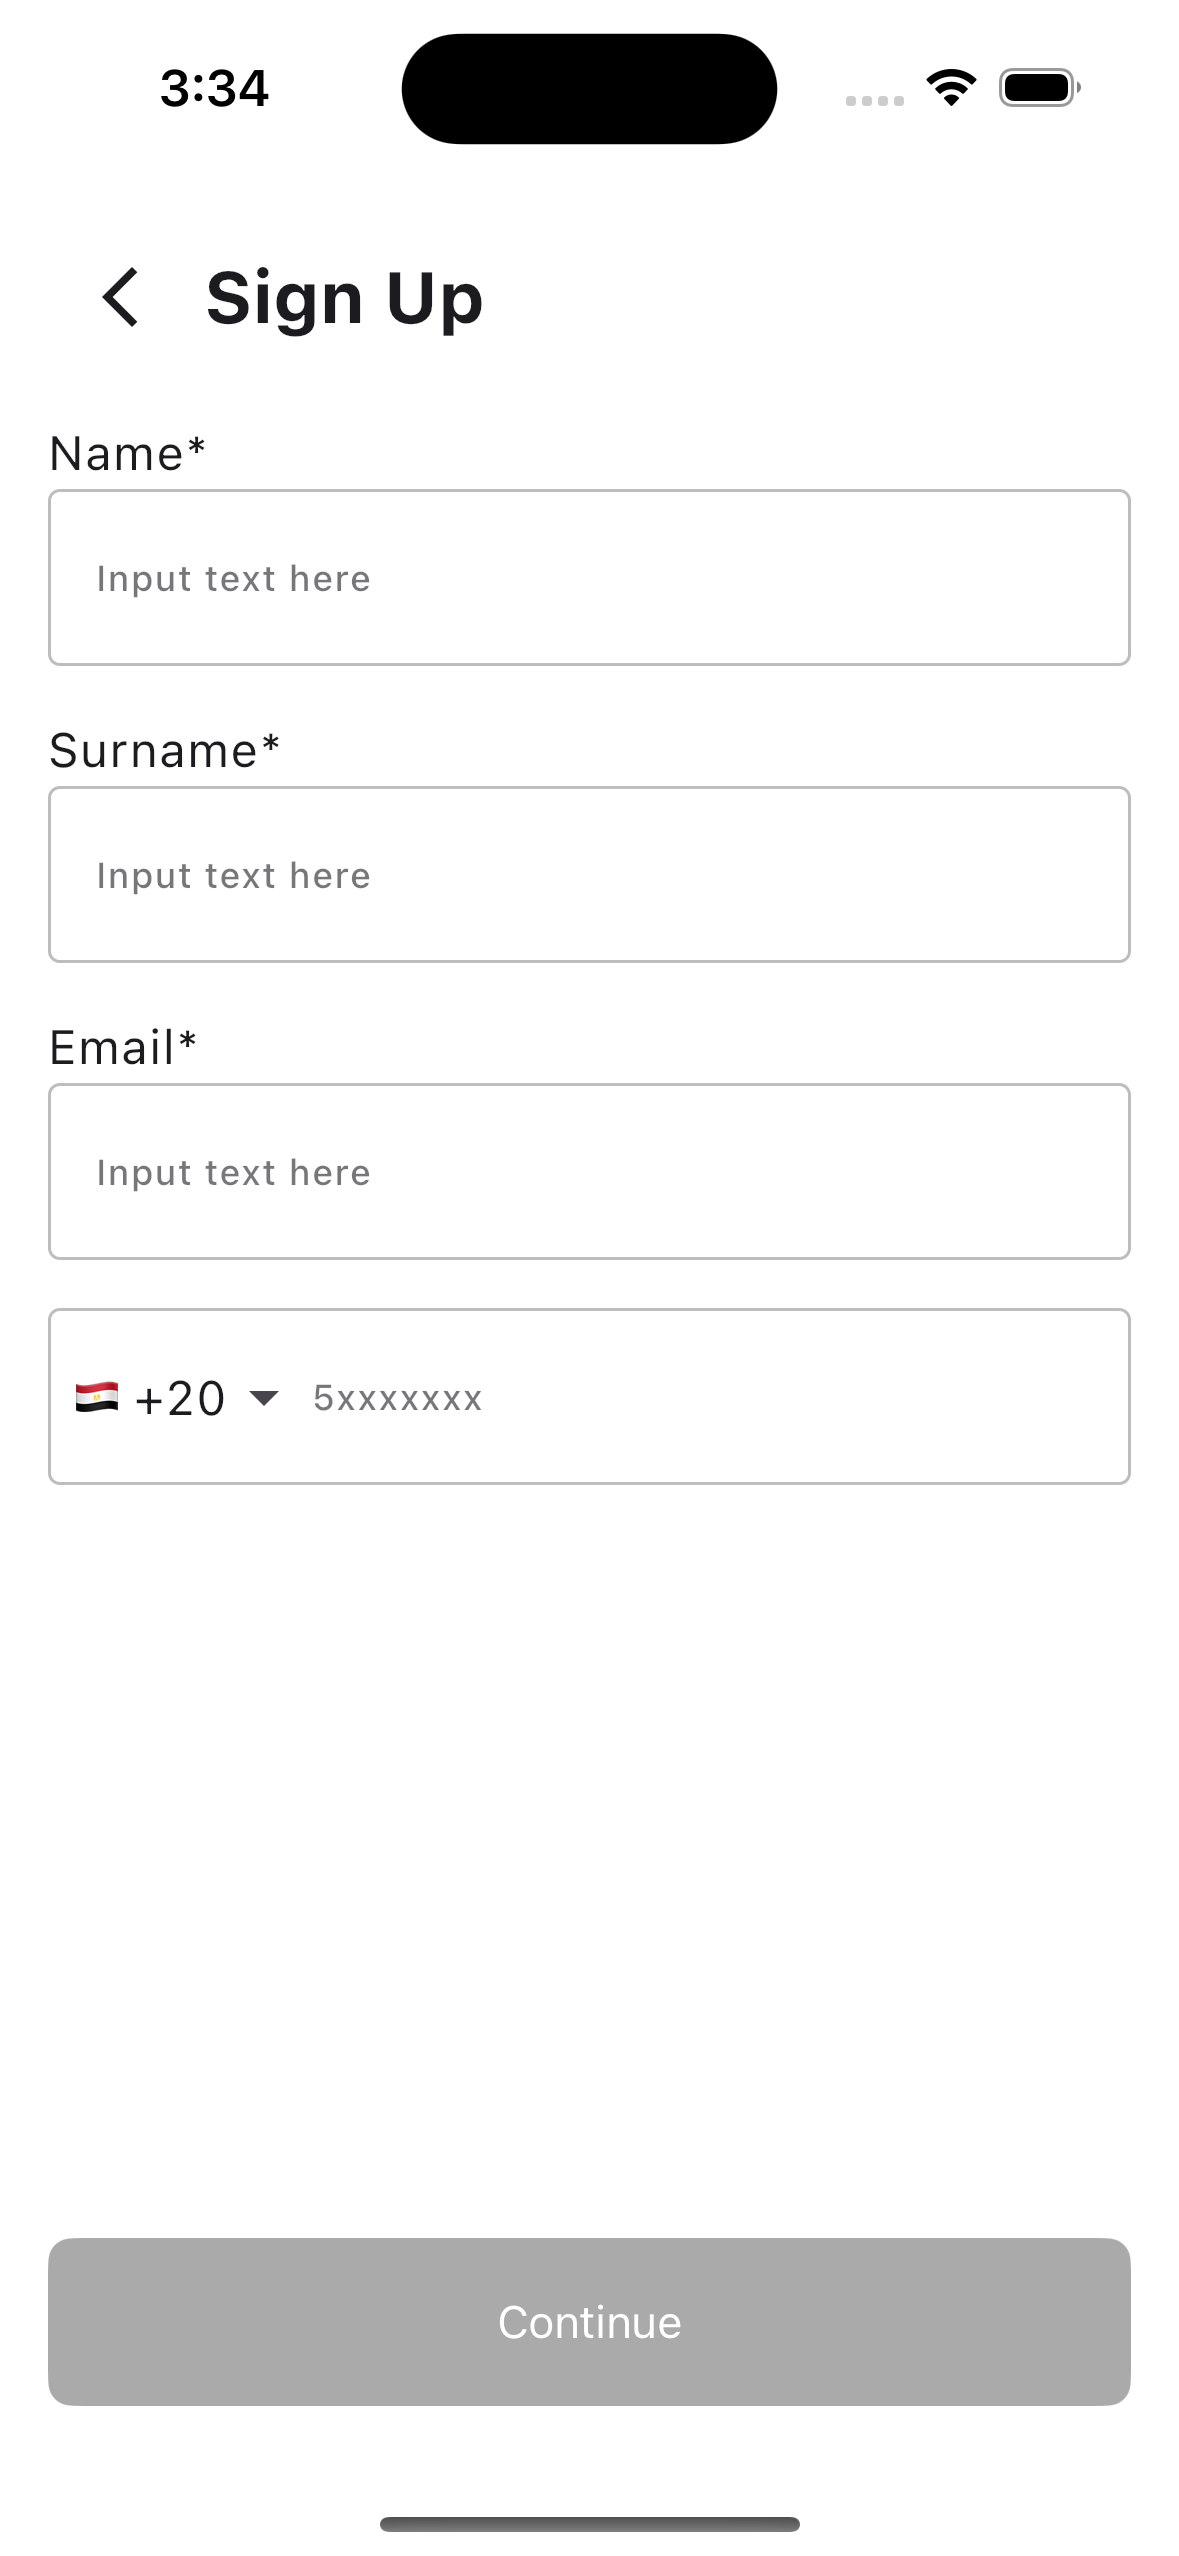 3:34
Sign Up
Name*
Input text here
Surname*
Input text here
Email*
Input text here
🇪🇬 +20 5xxxxxxx
Continue